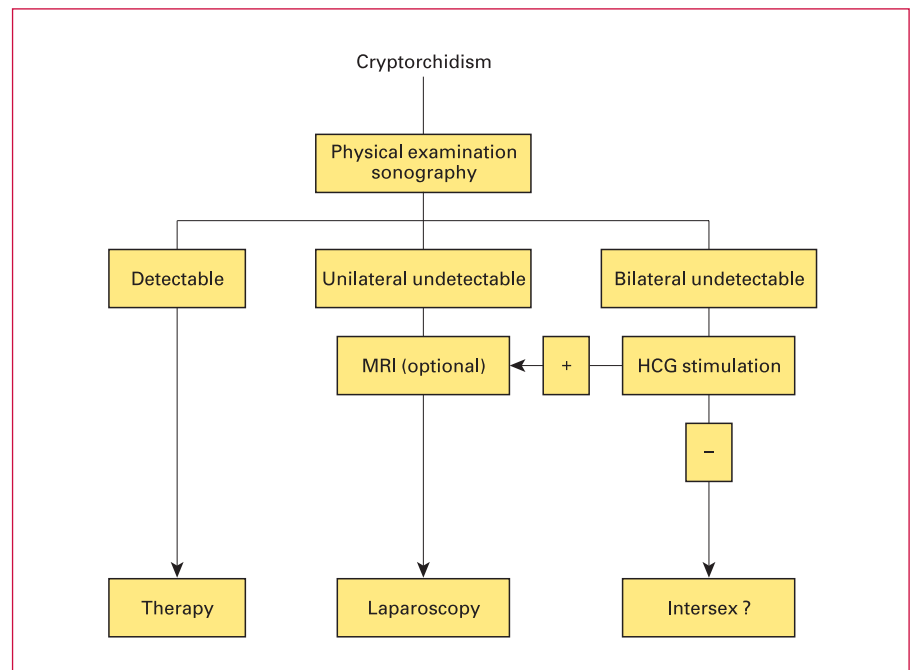 Cryptorchidism
Physical examination
sonography
Detectable
Unilateral undetectable
Bilateral undetectable
MRI (optional)
+
HCG stimulation
–
Therapy
Laparoscopy
Intersex ?